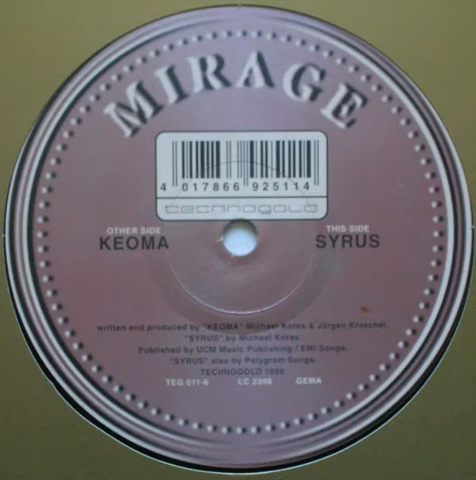 MIRAGE
4 017866 925114
technogold
OTHER SIDE
KEOMA
THIS SIDE
SYRUS
written and produced by "KEOMA" Michael Kores & Jürgen Kreschel.
"SYRUS" by Michael Kores.
Published by UCM Music Publishing / EMI Songs.
"SYRUS" also by Polygram Songs.
TECHNOGOLD 1998
TEG 011-6 LC 2398 GEMA